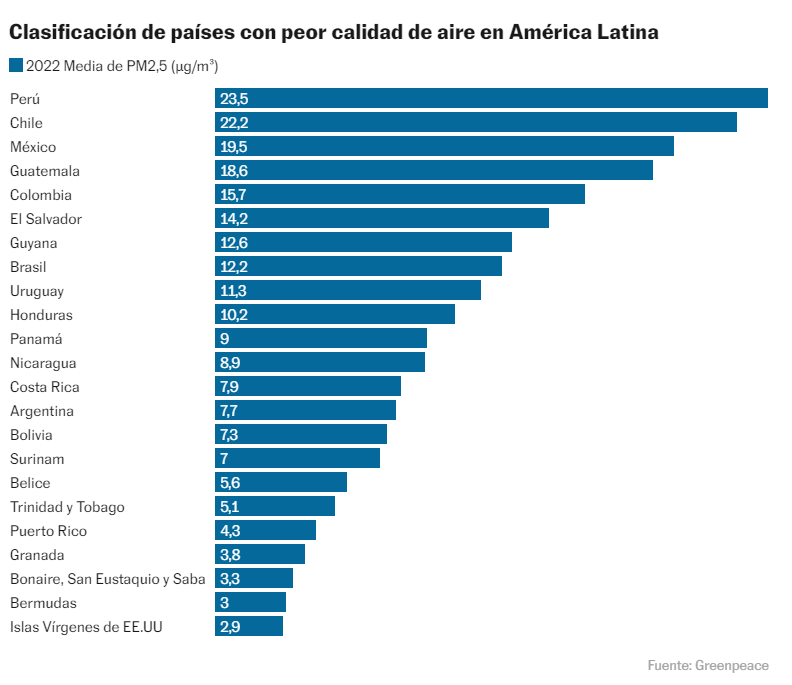 Clasificación de países con peor calidad de aire en América Latina
2022 Media de PM2,5 (µg/m³)
Perú 23,5
Chile 22,2
México 19,5
Guatemala 18,6
Colombia 15,7
El Salvador 14,2
Guyana 12,6
Brasil 12,2
Uruguay 11,3
Honduras 10,2
Panamá 9
Nicaragua 8,9
Costa Rica 7,9
Argentina 7,7
Bolivia 7,3
Surinam 7
Belice 5,6
Trinidad y Tobago 5,1
Puerto Rico 4,3
Granada 3,8
Bonaire, San Eustaquio y Saba 3,3
Bermudas 3
Islas Vírgenes de EE.UU 2,9
Fuente: Greenpeace